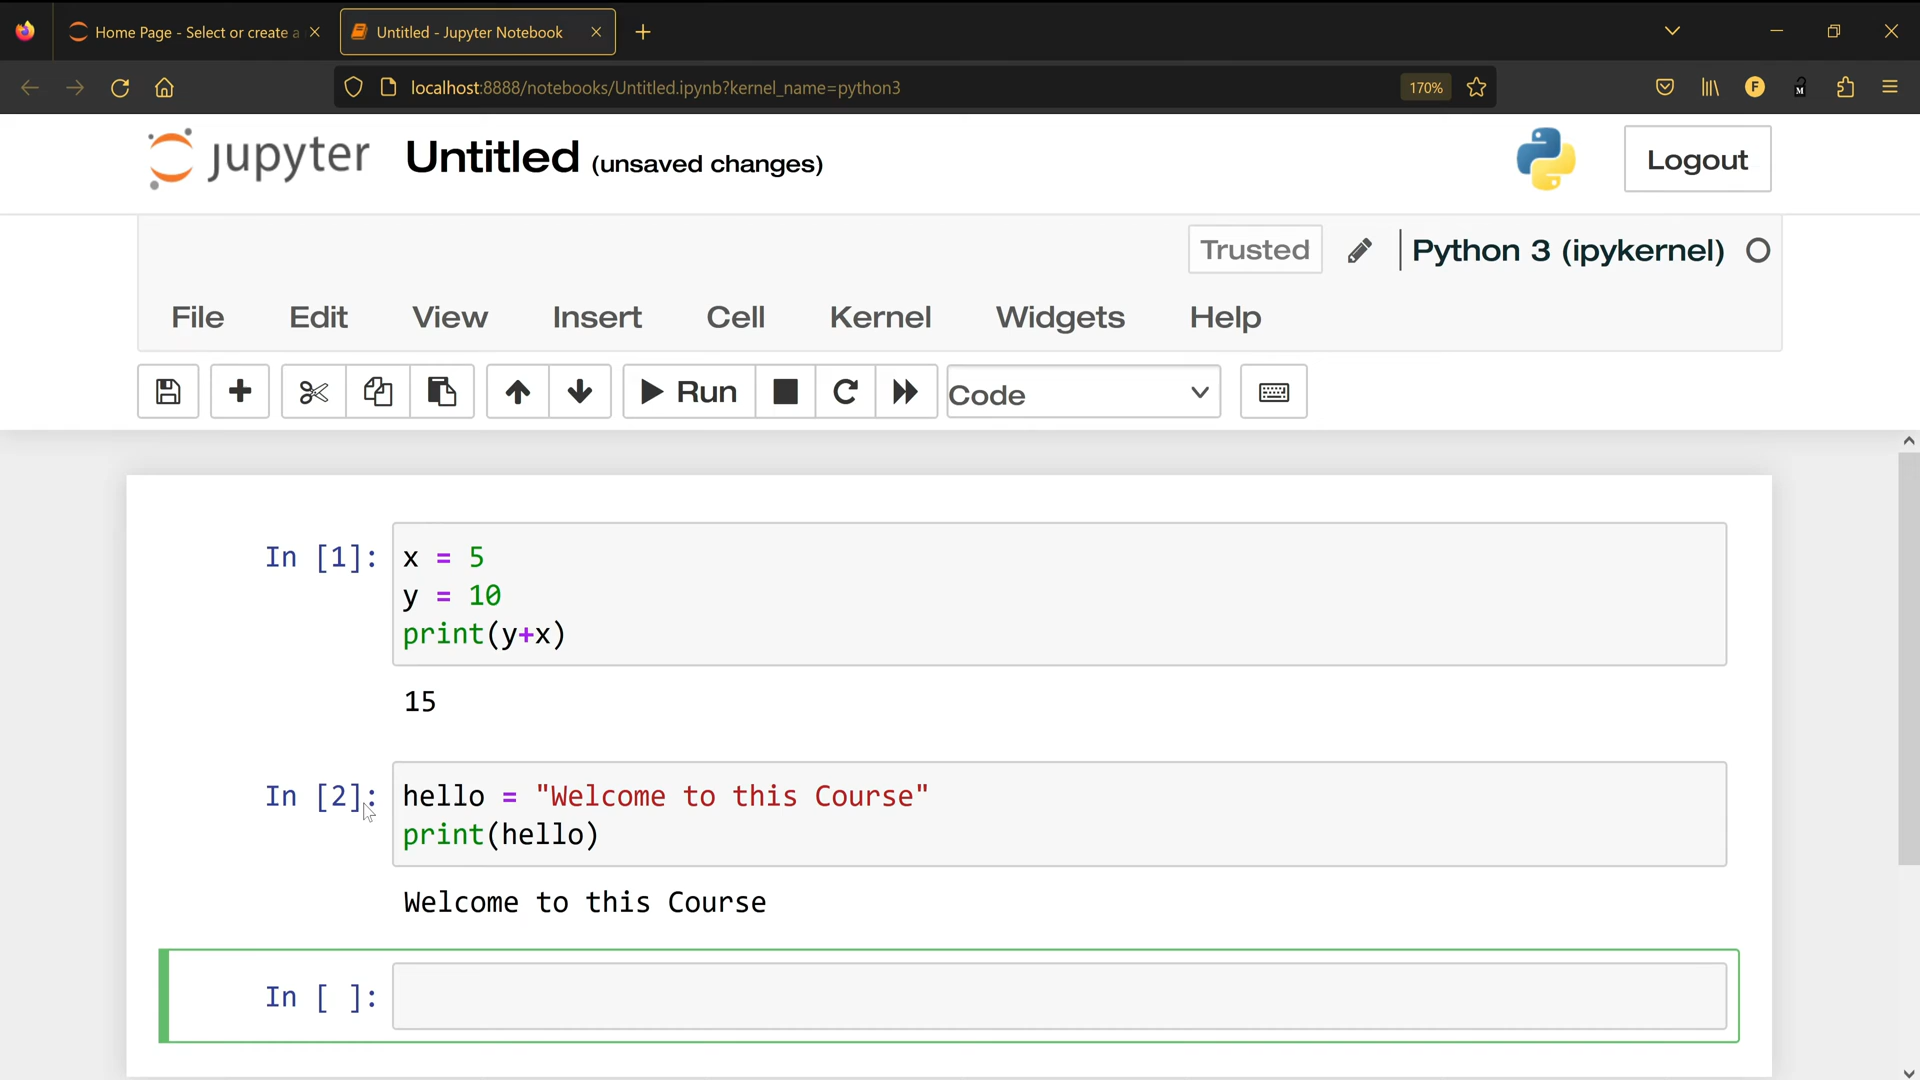 Home Page - Select or create a
Untitled - Jupyter Notebook
localhost:8888/notebooks/Untitled.ipynb?kernel_name=python3
170%
F
M
jupyter
Untitled (unsaved changes)
Logout
Trusted
Python 3 (ipykernel)
File Edit View Insert Cell Kernel Widgets Help
Run
Code
In [1]: x = 5
y = 10
print(y+x)
15
In [2]: hello = "Welcome to this Course"
print(hello)
Welcome to this Course
In [ ]: